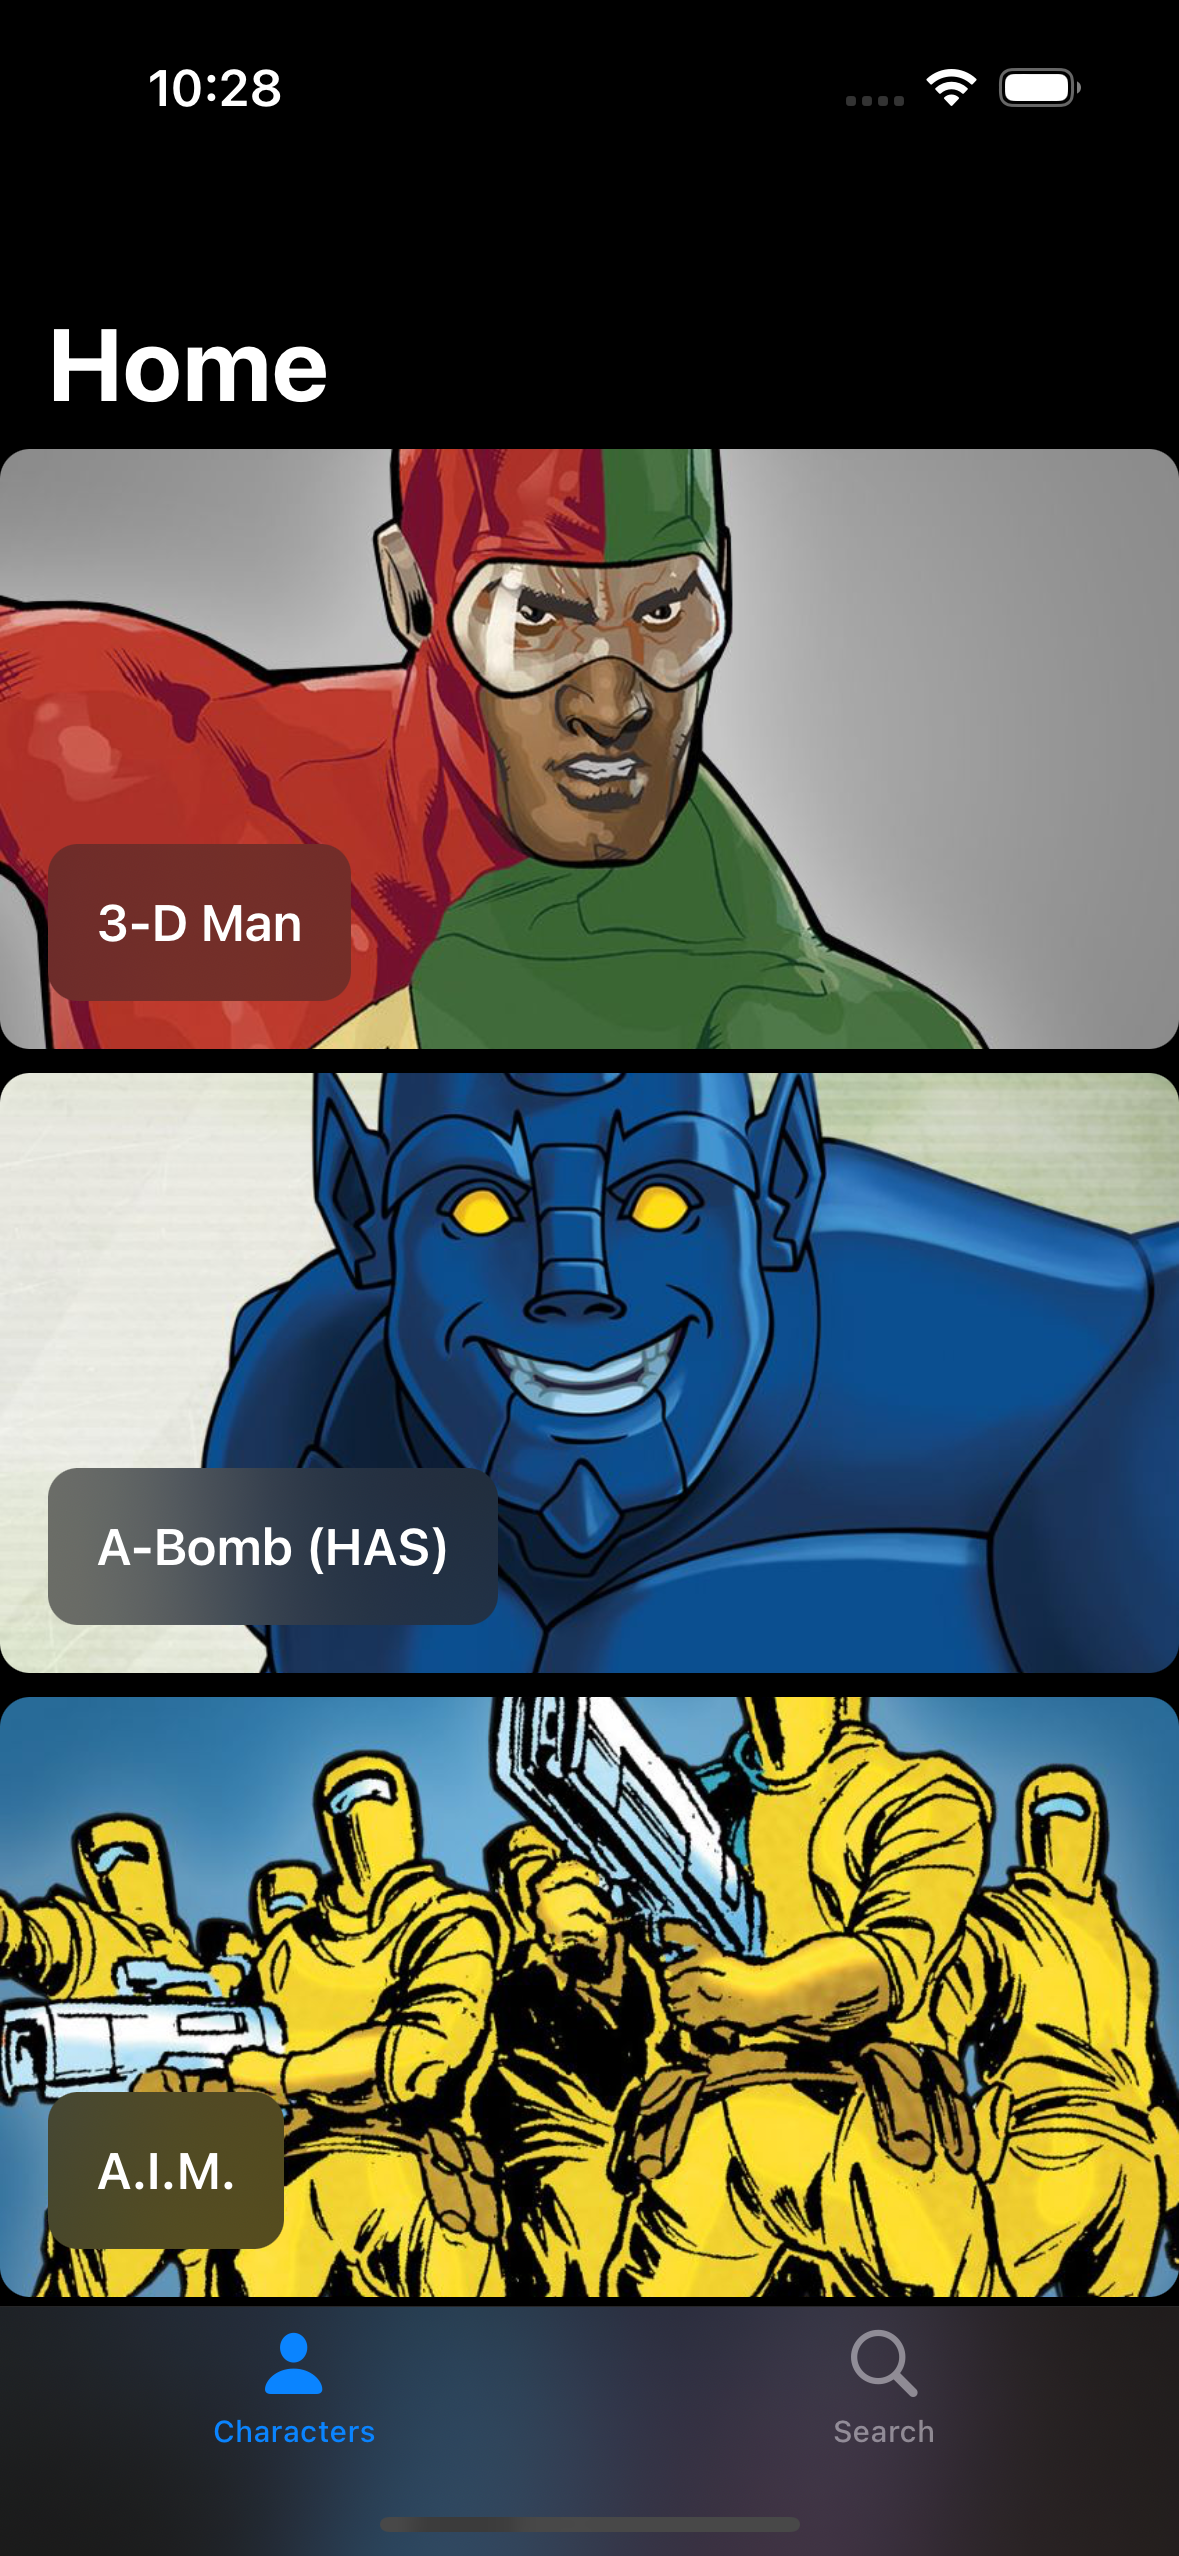 10:28
Home
3-D Man
A-Bomb (HAS)
A.I.M.
Characters
Search